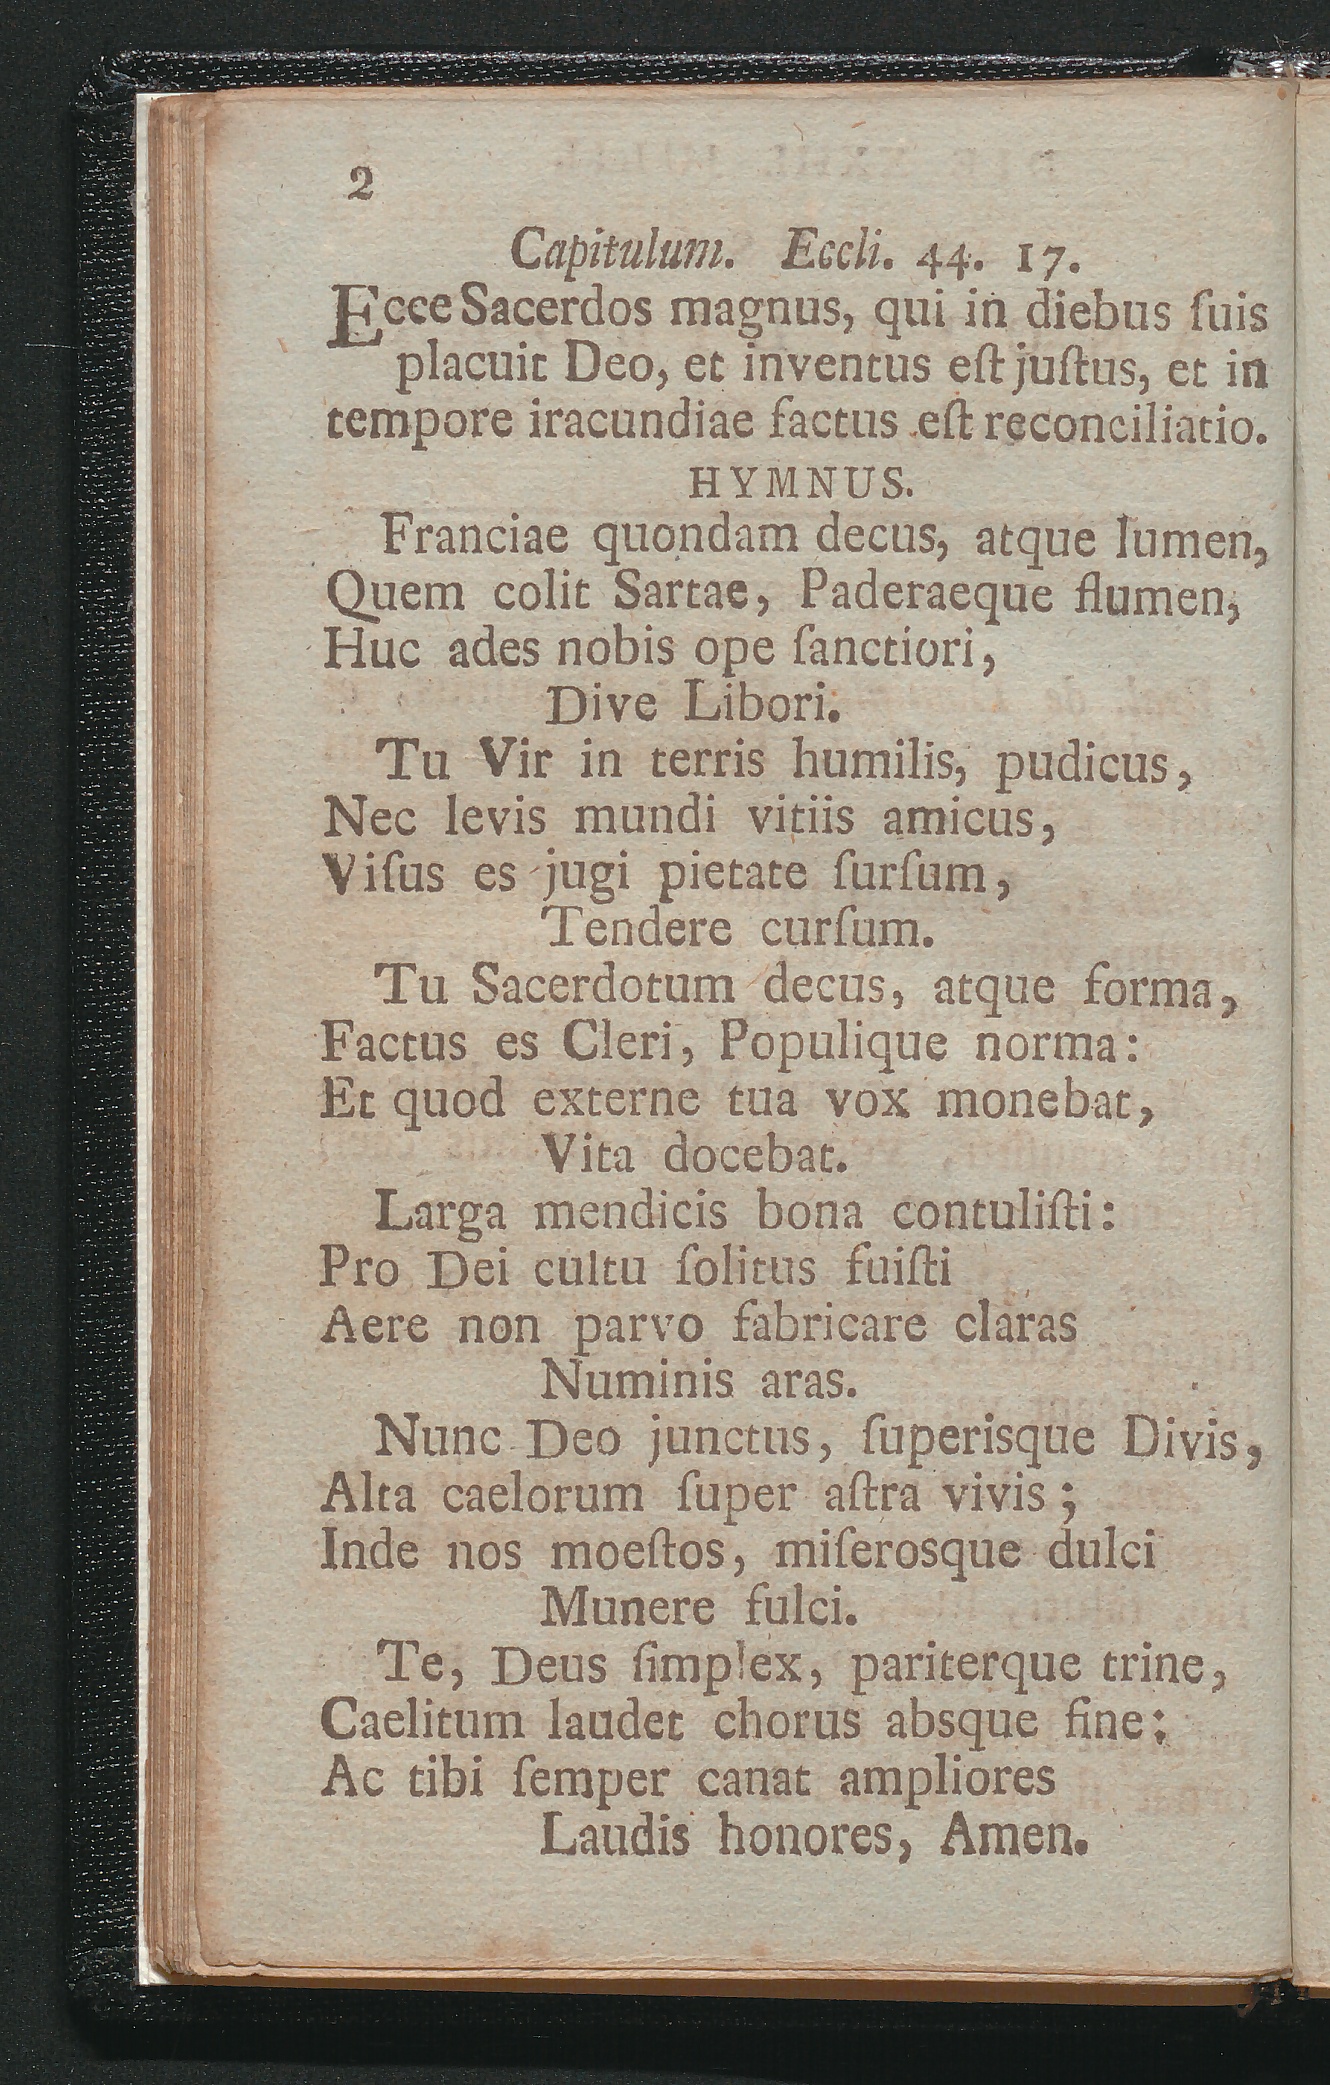 2
Capitulum. Eccli. 44. 17.
Ecce Sacerdos magnus, qui in diebus ſuis
placuit Deo, et inventus eſt juſtus, et in
tempore iracundiae factus eſt reconciliatio.
HYMNUS.
Franciae quondam decus, atque lumen,
Quem colit Sartae, Paderaeque flumen,
Huc ades nobis ope ſanctiori,
Dive Libori.
Tu Vir in terris humilis, pudicus,
Nec levis mundi vitiis amicus,
Viſus es jugi pietate ſurſum,
Tendere curſum.
Tu Sacerdotum decus, atque forma,
Factus es Cleri, Populique norma:
Et quod externe tua vox monebat,
Vita docebat.
Larga mendicis bona contuliſti:
Pro Dei cultu ſolitus fuiſti
Aere non parvo fabricare claras
Numinis aras.
Nunc Deo junctus, ſuperisque Divis,
Alta caelorum ſuper aſtra vivis;
Inde nos moeſtos, miſerosque dulci
Munere fulci.
Te, Deus ſimplex, pariterque trine,
Caelitum laudet chorus absque fine:
Ac tibi ſemper canat ampliores
Laudis honores, Amen.